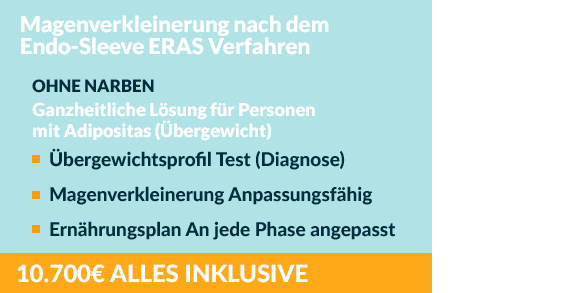 Magenverkleinerung nach dem
Endo-Sleeve ERAS Verfahren
OHNE NARBEN
Ganzheitliche Lösung für Personen
mit Adipositas (Übergewicht)
Übergewichtsprofil Test (Diagnose)
Magenverkleinerung Anpassungsfähig
Ernährungsplan An jede Phase angepasst
10.700€ ALLES INKLUSIVE